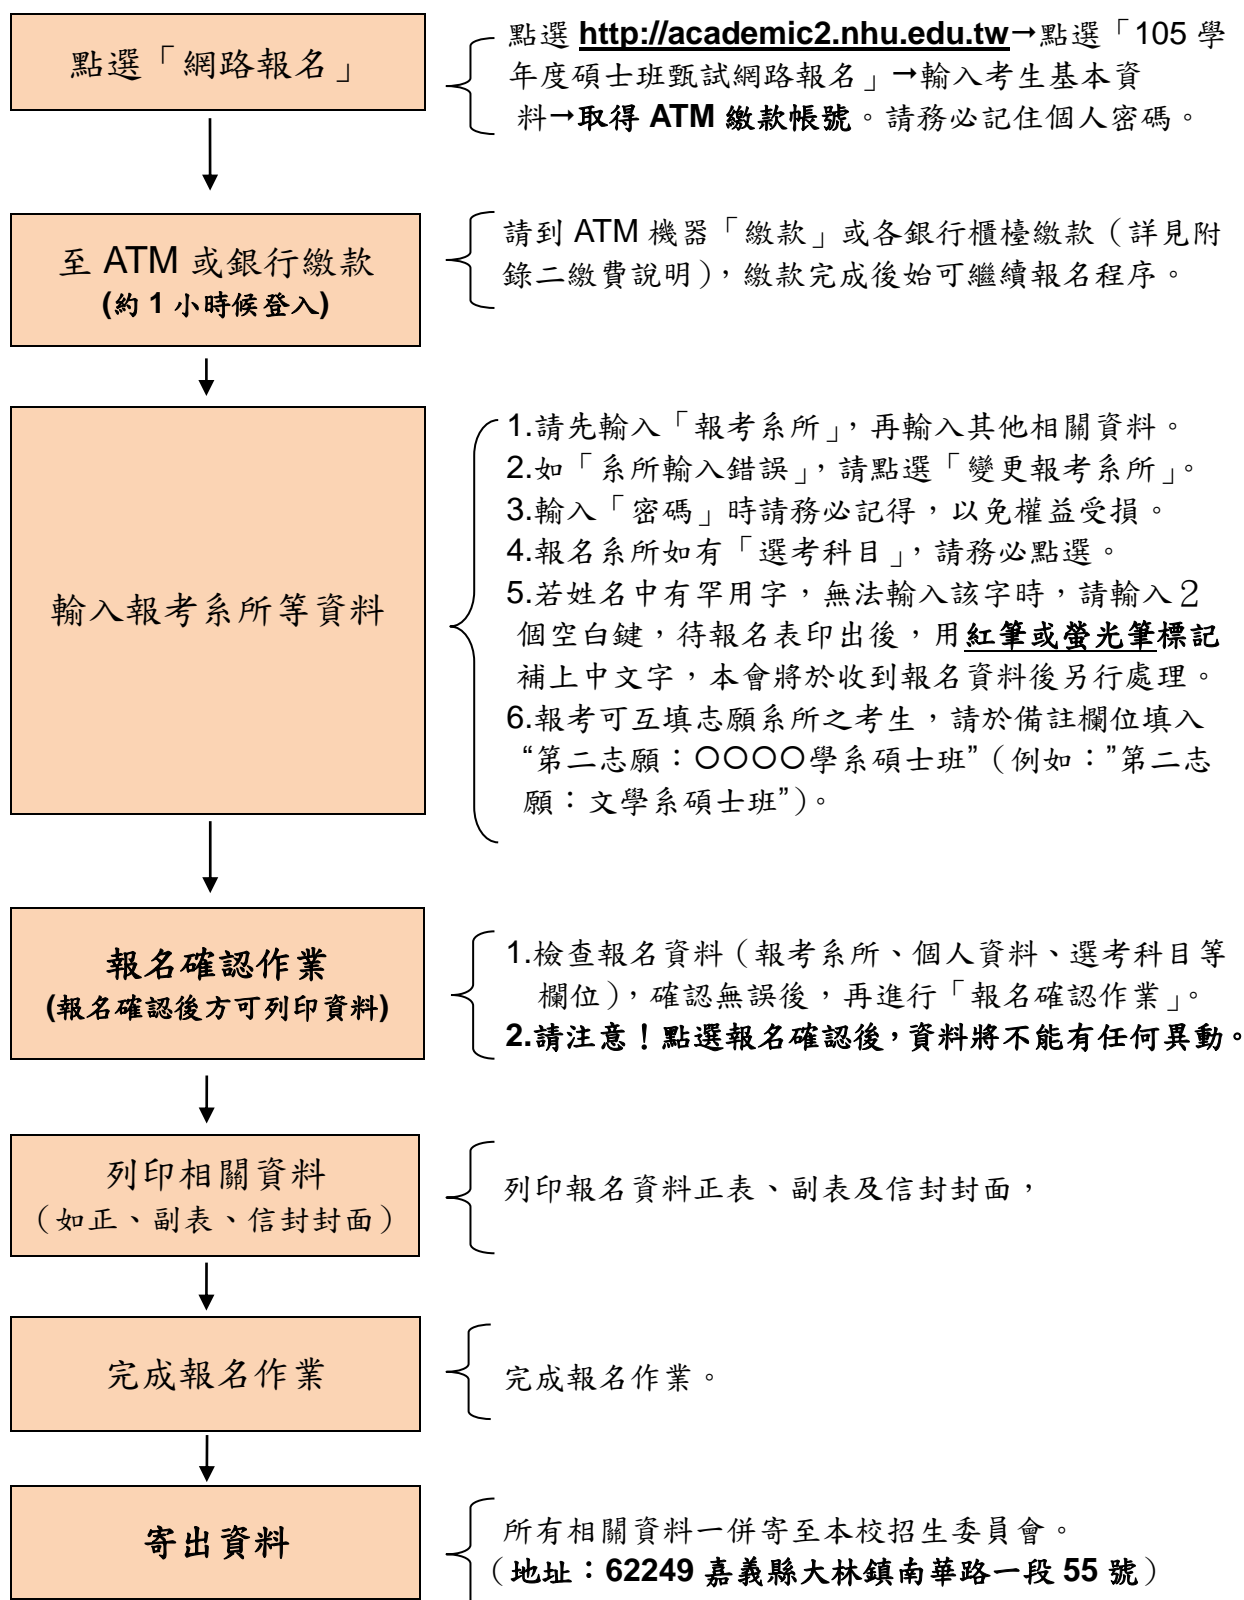 點選「網路報名」
點選 http://academic2.nhu.edu.tw→點選「105 學
年度碩士班甄試網路報名」→輸入考生基本資
料→取得 ATM 繳款帳號。請務必記住個人密碼。
至 ATM 或銀行繳款
(約 1 小時候登入)
請到 ATM 機器「繳款」或各銀行櫃檯繳款（詳見附
錄二繳費說明），繳款完成後始可繼續報名程序。
輸入報考系所等資料
1.請先輸入「報考系所」，再輸入其他相關資料。
2.如「系所輸入錯誤」，請點選「變更報考系所」。
3.輸入「密碼」時請務必記得，以免權益受損。
4.報名系所如有「選考科目」，請務必點選。
5.若姓名中有罕用字，無法輸入該字時，請輸入２
個空白鍵，待報名表印出後，用紅筆或螢光筆標記
補上中文字，本會將於收到報名資料後另行處理。
6.報考可互填志願系所之考生，請於備註欄位填入
“第二志願：○○○○學系碩士班”（例如：”第二志
願：文學系碩士班”）。
報名確認作業
(報名確認後方可列印資料)
1.檢查報名資料（報考系所、個人資料、選考科目等
欄位），確認無誤後，再進行「報名確認作業」。
2.請注意！點選報名確認後，資料將不能有任何異動。
列印相關資料
（如正、副表、信封封面）
列印報名資料正表、副表及信封封面，
完成報名作業
完成報名作業。
寄出資料
所有相關資料一併寄至本校招生委員會。
（地址：62249 嘉義縣大林鎮南華路一段 55 號）